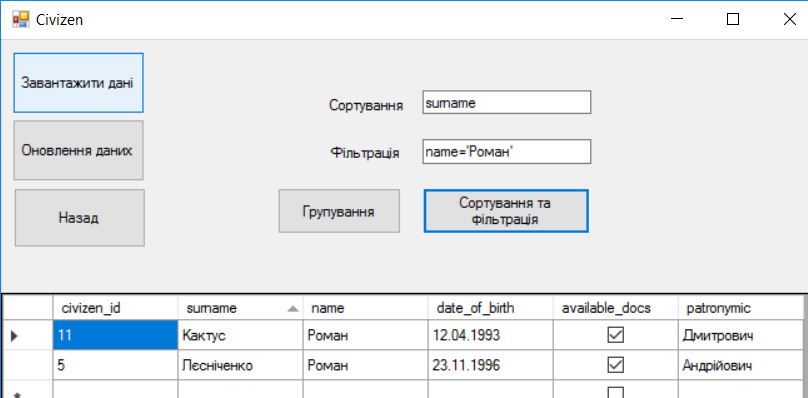 Civizen
Завантажити дані
Сортування surname
Оновлення даних
Фільтрація name='Роман'
Назад
Групування
Сортування та
фільтрація
civizen_id surname name date_of_birth available_docs patronymic
11 Кактус Роман 12.04.1993 Дмитрович
5 Лєсніченко Роман 23.11.1996 Андрійович